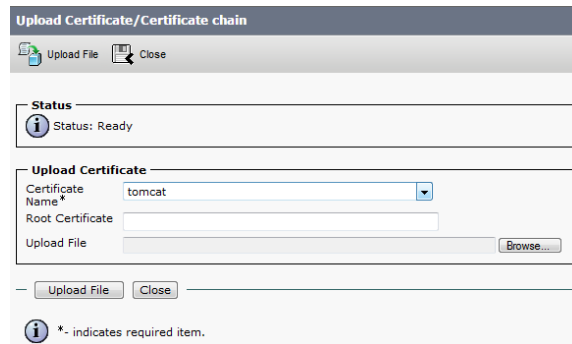 Upload Certificate/Certificate chain
Upload File Close
Status
Status: Ready
Upload Certificate
Certificate
Name*
tomcat
Root Certificate
Upload File
Browse...
Upload File Close
*- indicates required item.